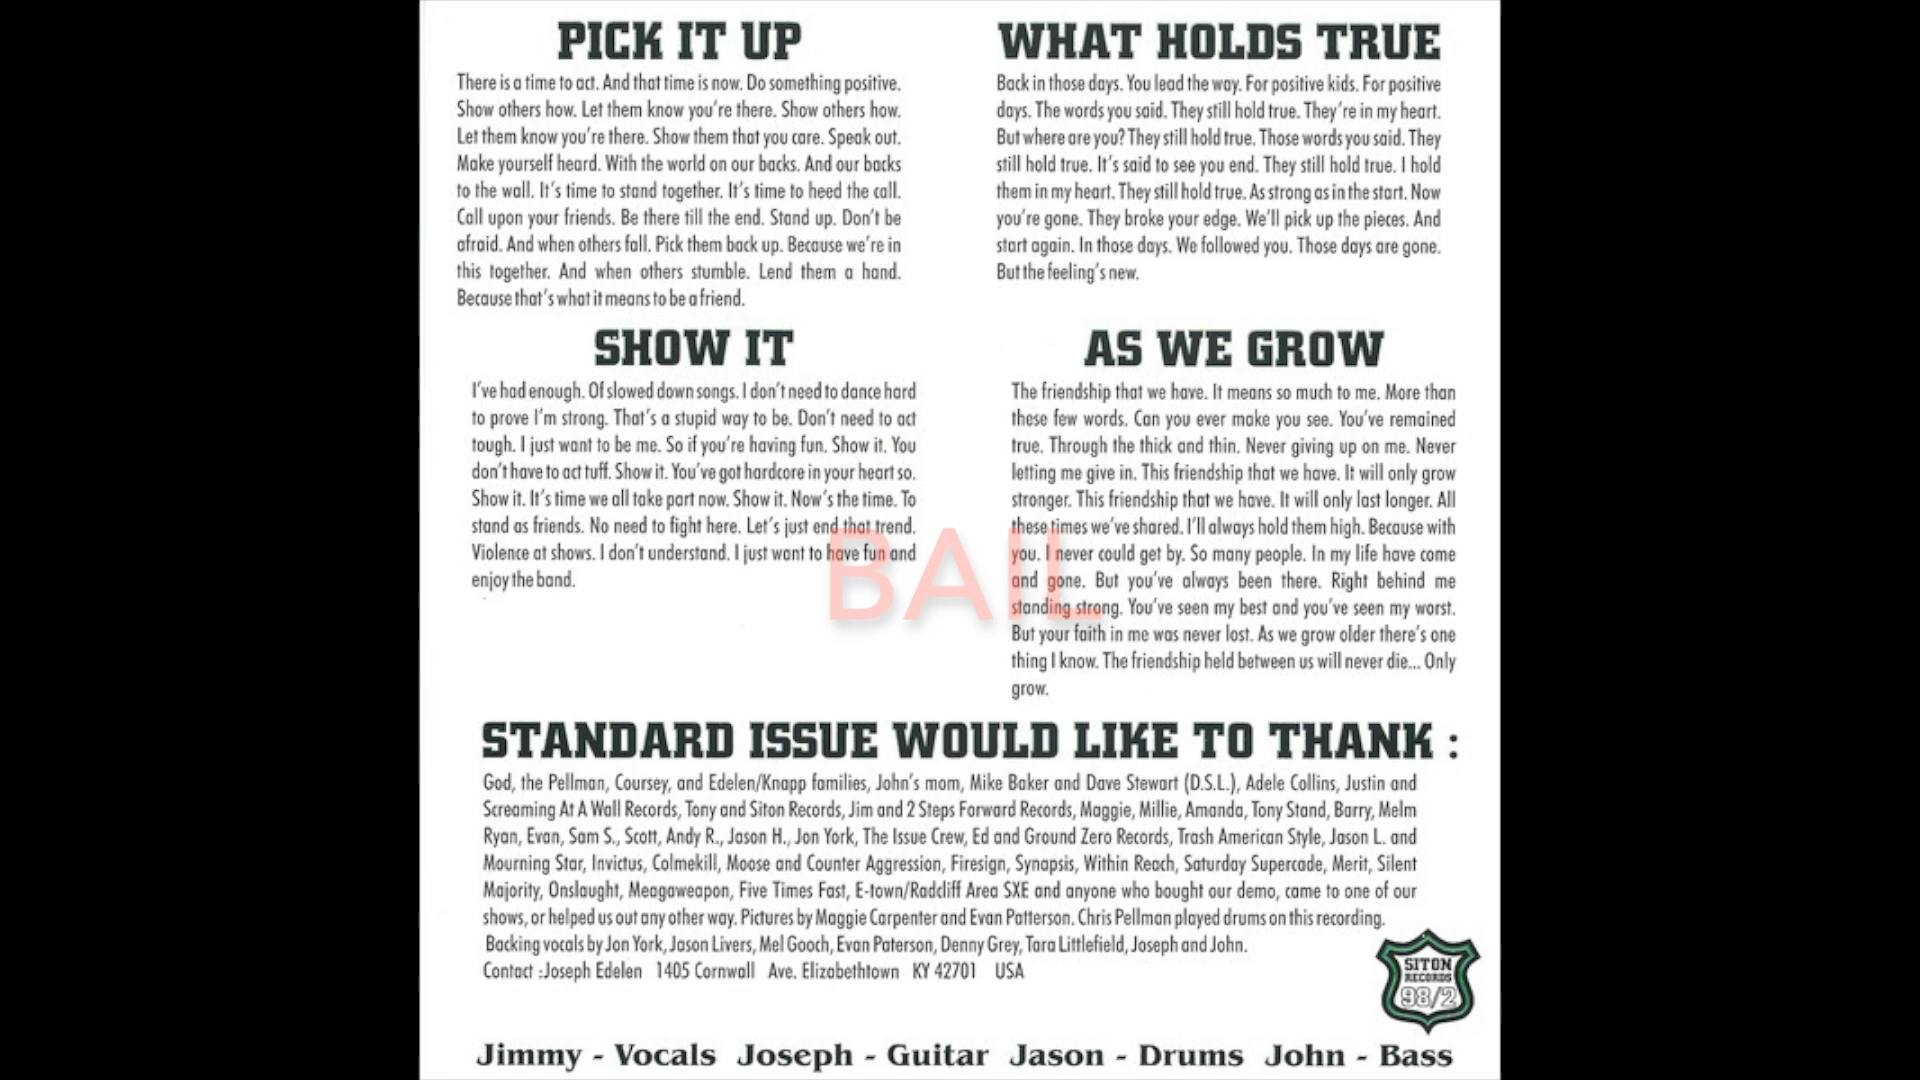 PICK IT UP
There is a time to act. And that time is now. Do something positive.
Show others how. Let them know you're there. Show others how.
Let them know you're there. Show them that you care. Speak out.
Make yourself heard. With the world on our backs. And our backs
to the wall. It's time to stand together. It's time to heed the call.
Call upon your friends. Be there till the end. Stand up. Don't be
afraid. And when others fall. Pick them back up. Because we're in
this together. And when others stumble. Lend them a hand.
Because that's what it means to be a friend.
WHAT HOLDS TRUE
Back in those days. You lead the way. For positive kids. For positive
days. The words you said. They still hold true. They're in my heart.
But where are you? They still hold true. Those words you said. They
still hold true. It's said to see you end. They still hold true. I hold
them in my heart. They still hold true. As strong as in the start. Now
you're gone. They broke your edge. We'll pick up the pieces. And
start again. In those days. We followed you. Those days are gone.
But the feeling's new.
SHOW IT
I've had enough. Of slowed down songs. I don't need to dance hard
to prove I'm strong. That's a stupid way to be. Don't need to act
tough. I just want to be me. So if you're having fun. Show it. You
don't have to act tuff. Show it. You've got hardcore in your heart so.
Show it. It's time we all take part now. Show it. Now's the time. To
stand as friends. No need to fight here. Let's just end that trend.
Violence at shows. I don't understand. I just want to have fun and
enjoy the band.
AS WE GROW
The friendship that we have. It means so much to me. More than
these few words. Can you ever make you see. You've remained
true. Through the thick and thin. Never giving up on me. Never
letting me give in. This friendship that we have. It will only grow
stronger. This friendship that we have. It will only last longer. All
these times we've shared. I'll always hold them high. Because with
you. I never could get by. So many people. In my life have come
and gone. But you've always been there. Right behind me
standing strong. You've seen my best and you've seen my worst.
But your faith in me was never lost. As we grow older there's one
thing I know. The friendship held between us will never die... Only
grow.
BAIL
STANDARD ISSUE WOULD LIKE TO THANK :
God, the Pellman, Coursey, and Edelen/Knapp families, John's mom, Mike Baker and Dave Stewart (D.S.L.), Adele Collins, Justin and
Screaming At A Wall Records, Tony and Siton Records, Jim and 2 Steps Forward Records, Maggie, Millie, Amanda, Tony Stand, Barry, Melm
Ryan, Evan, Sam S., Scott, Andy R., Jason H., Jon York, The Issue Crew, Ed and Ground Zero Records, Trash American Style, Jason L. and
Mourning Star, Invictus, Colmekill, Moose and Counter Aggression, Firesign, Synapsis, Within Reach, Saturday Supercade, Merit, Silent
Majority, Onslaught, Meagaweapon, Five Times Fast, E-town/Radcliff Area SXE and anyone who bought our demo, came to one of our
shows, or helped us out any other way. Pictures by Maggie Carpenter and Evan Patterson. Chris Pellman played drums on this recording.
Backing vocals by Jon York, Jason Livers, Mel Gooch, Evan Paterson, Denny Grey, Tara Littlefield, Joseph and John.
Contact :Joseph Edelen 1405 Cornwall Ave. Elizabethtown KY 42701 USA
SITON
RECORDS
98/2
Jimmy - Vocals Joseph - Guitar Jason - Drums John - Bass